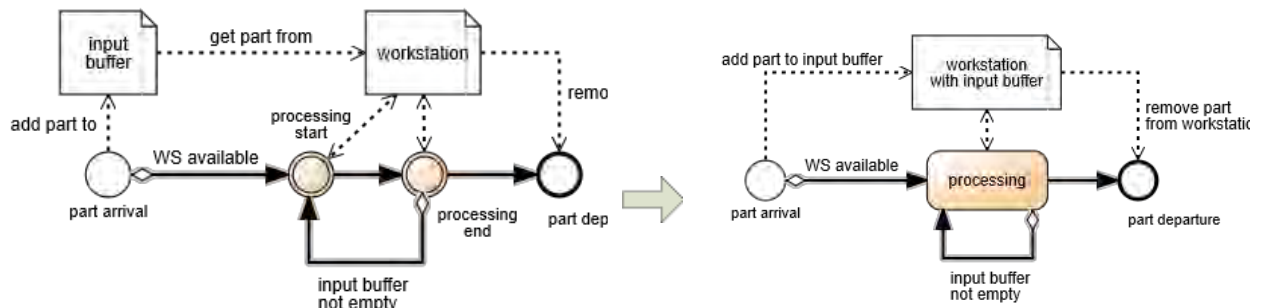 input
buffer
get part from
workstation
add part to
processing
start
remo
WS available
part arrival
processing
end
part dep
input buffer
not empty
add part to input buffer
workstation
with input buffer
remove part
from workstatio
WS available
processing
part arrival
part departure
input buffer
not empty